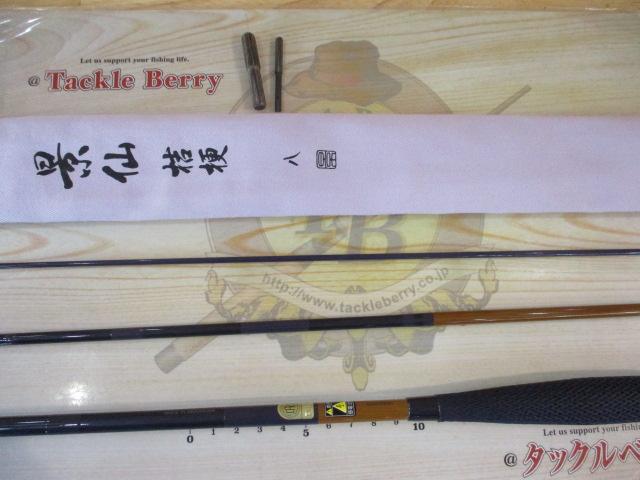 Let us support your fishing life.
@ Tackle Berry
景仙 桔梗 八
B
http://www.tackleberry.co.jp
0 1 2 3 4 5 6 7 8 9 10
Let us support your fishing
@ タックルベ